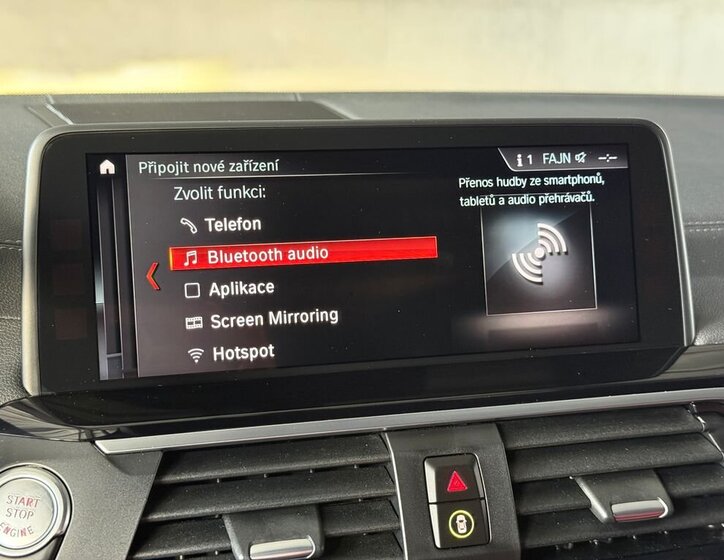 Připojit nové zařízení
1 FAJN --:--
Zvolit funkci:
Přenos hudby ze smartphonů,
tabletů a audio přehrávačů.
Telefon
Bluetooth audio
Aplikace
Screen Mirroring
Hotspot
START
STOP
ENGINE